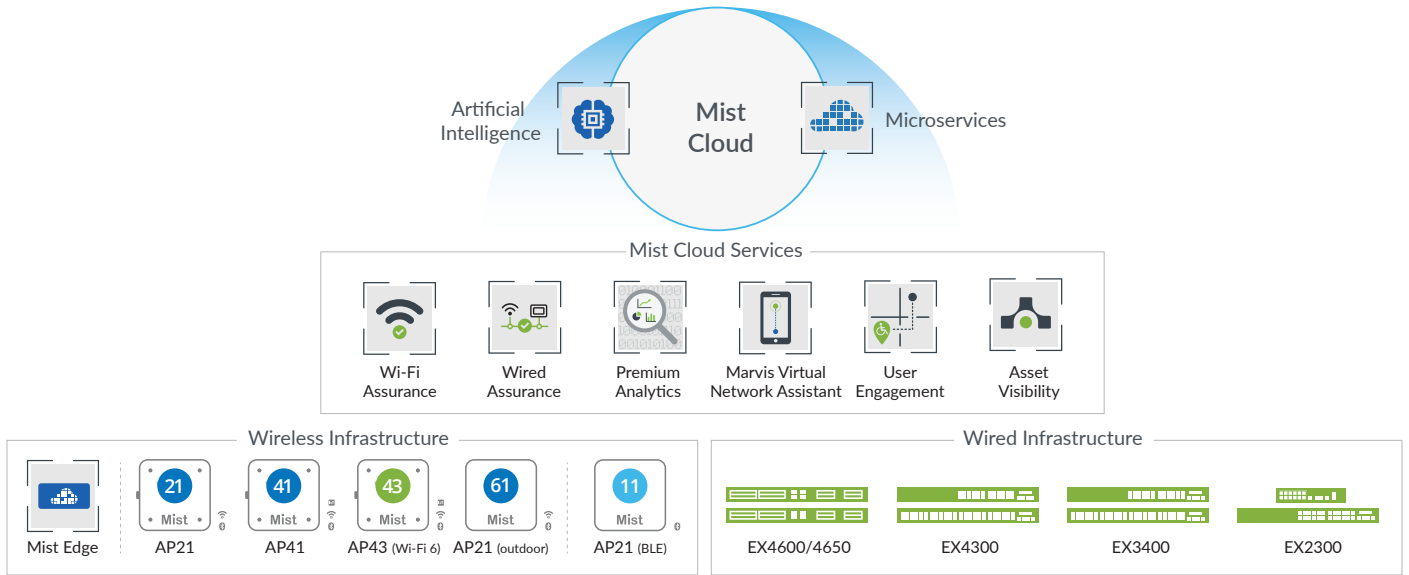 Artificial
Intelligence
Mist
Cloud
Microservices
Mist Cloud Services
Wi-Fi
Assurance
Wired
Assurance
Premium
Analytics
Marvis Virtual
Network Assistant
User
Engagement
Asset
Visibility
Wireless Infrastructure
Mist Edge
21
Mist
AP21
41
Mist
AP41
43
Mist
AP43 (Wi-Fi 6)
61
Mist
AP21 (outdoor)
11
Mist
AP21 (BLE)
Wired Infrastructure
EX4600/4650
EX4300
EX3400
EX2300